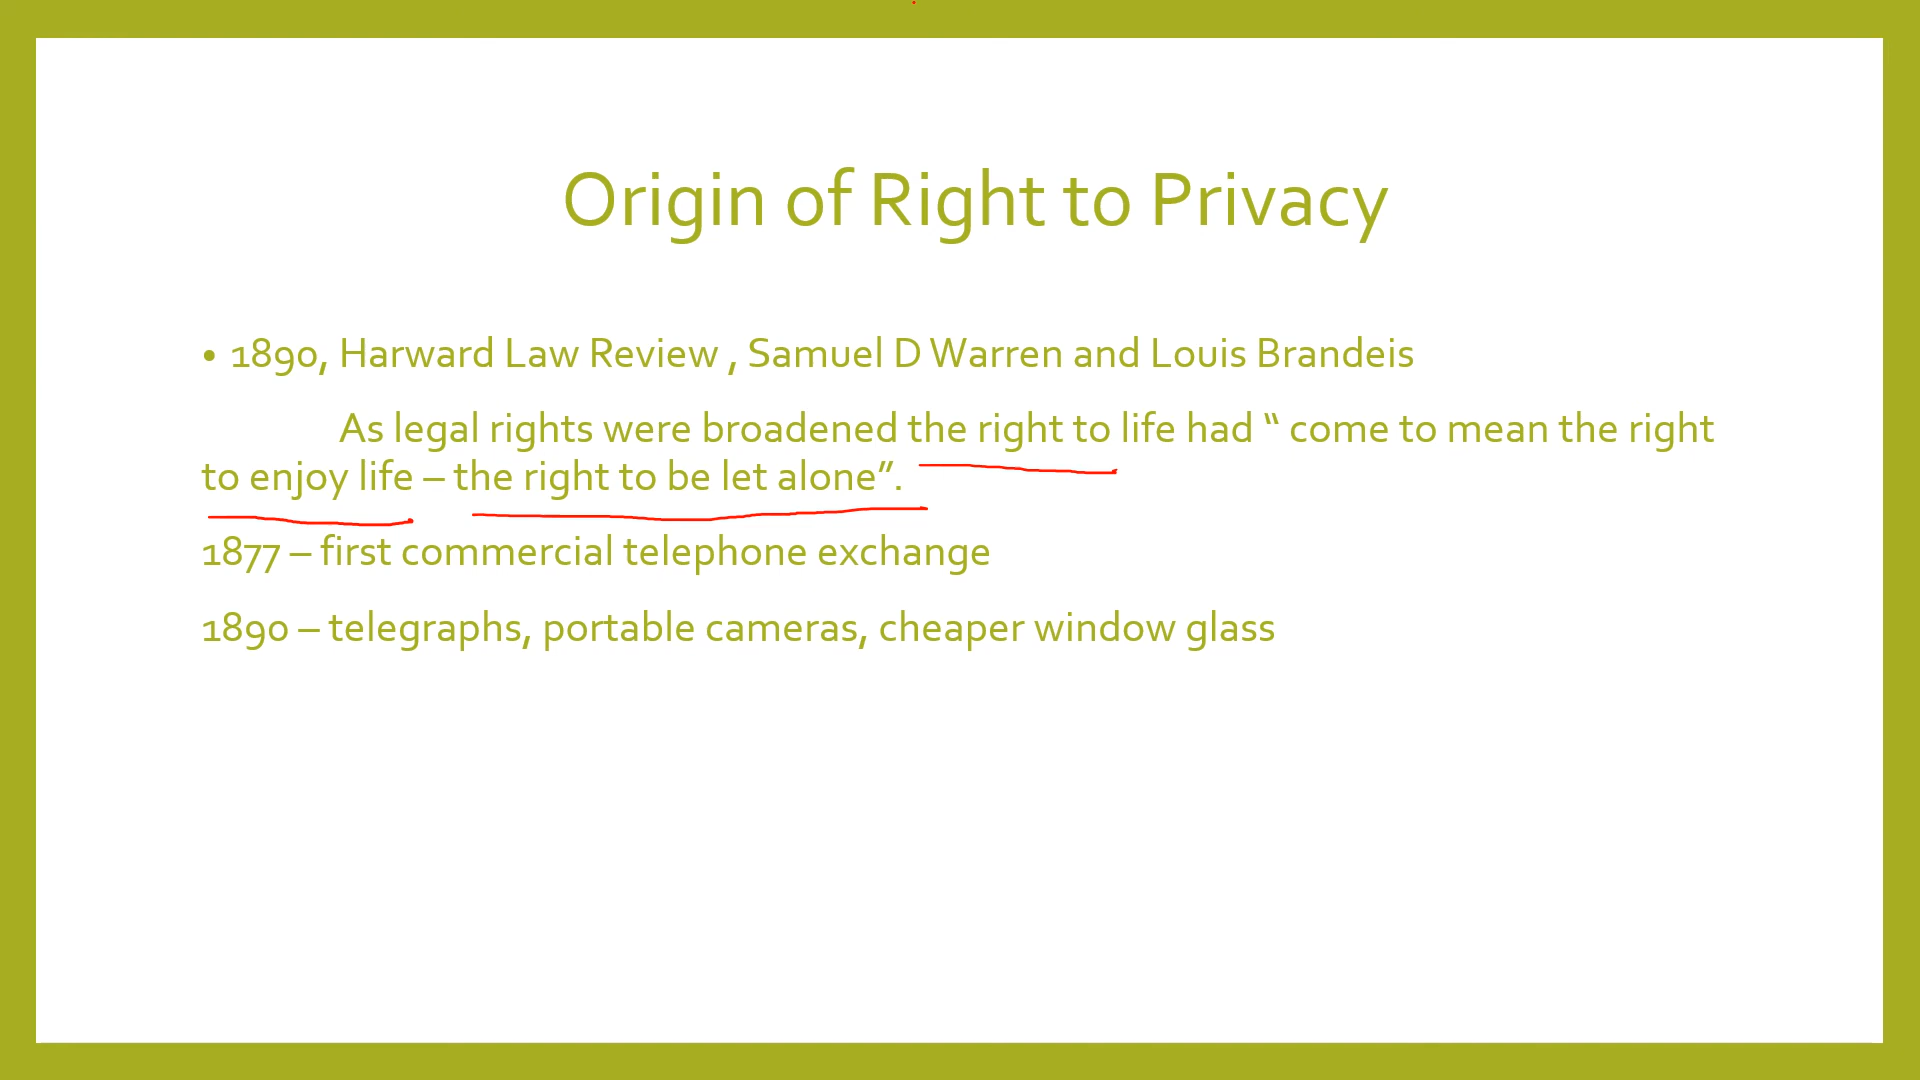 Origin of Right to Privacy
• 1890, Harward Law Review , Samuel D Warren and Louis Brandeis
As legal rights were broadened the right to life had “ come to mean the right
to enjoy life – the right to be let alone”.
1877 – first commercial telephone exchange
1890 – telegraphs, portable cameras, cheaper window glass